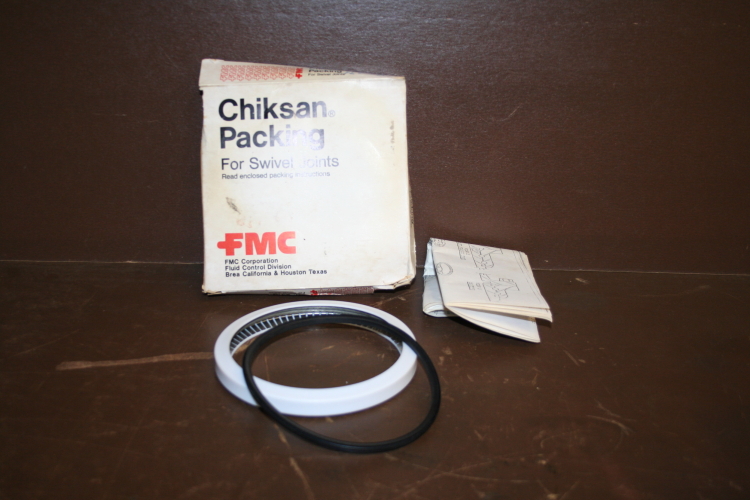 Chiksan®
Packing
For Swivel Joints
Read enclosed packing instructions
FMC
FMC Corporation
Fluid Control Division
Brea California & Houston Texas